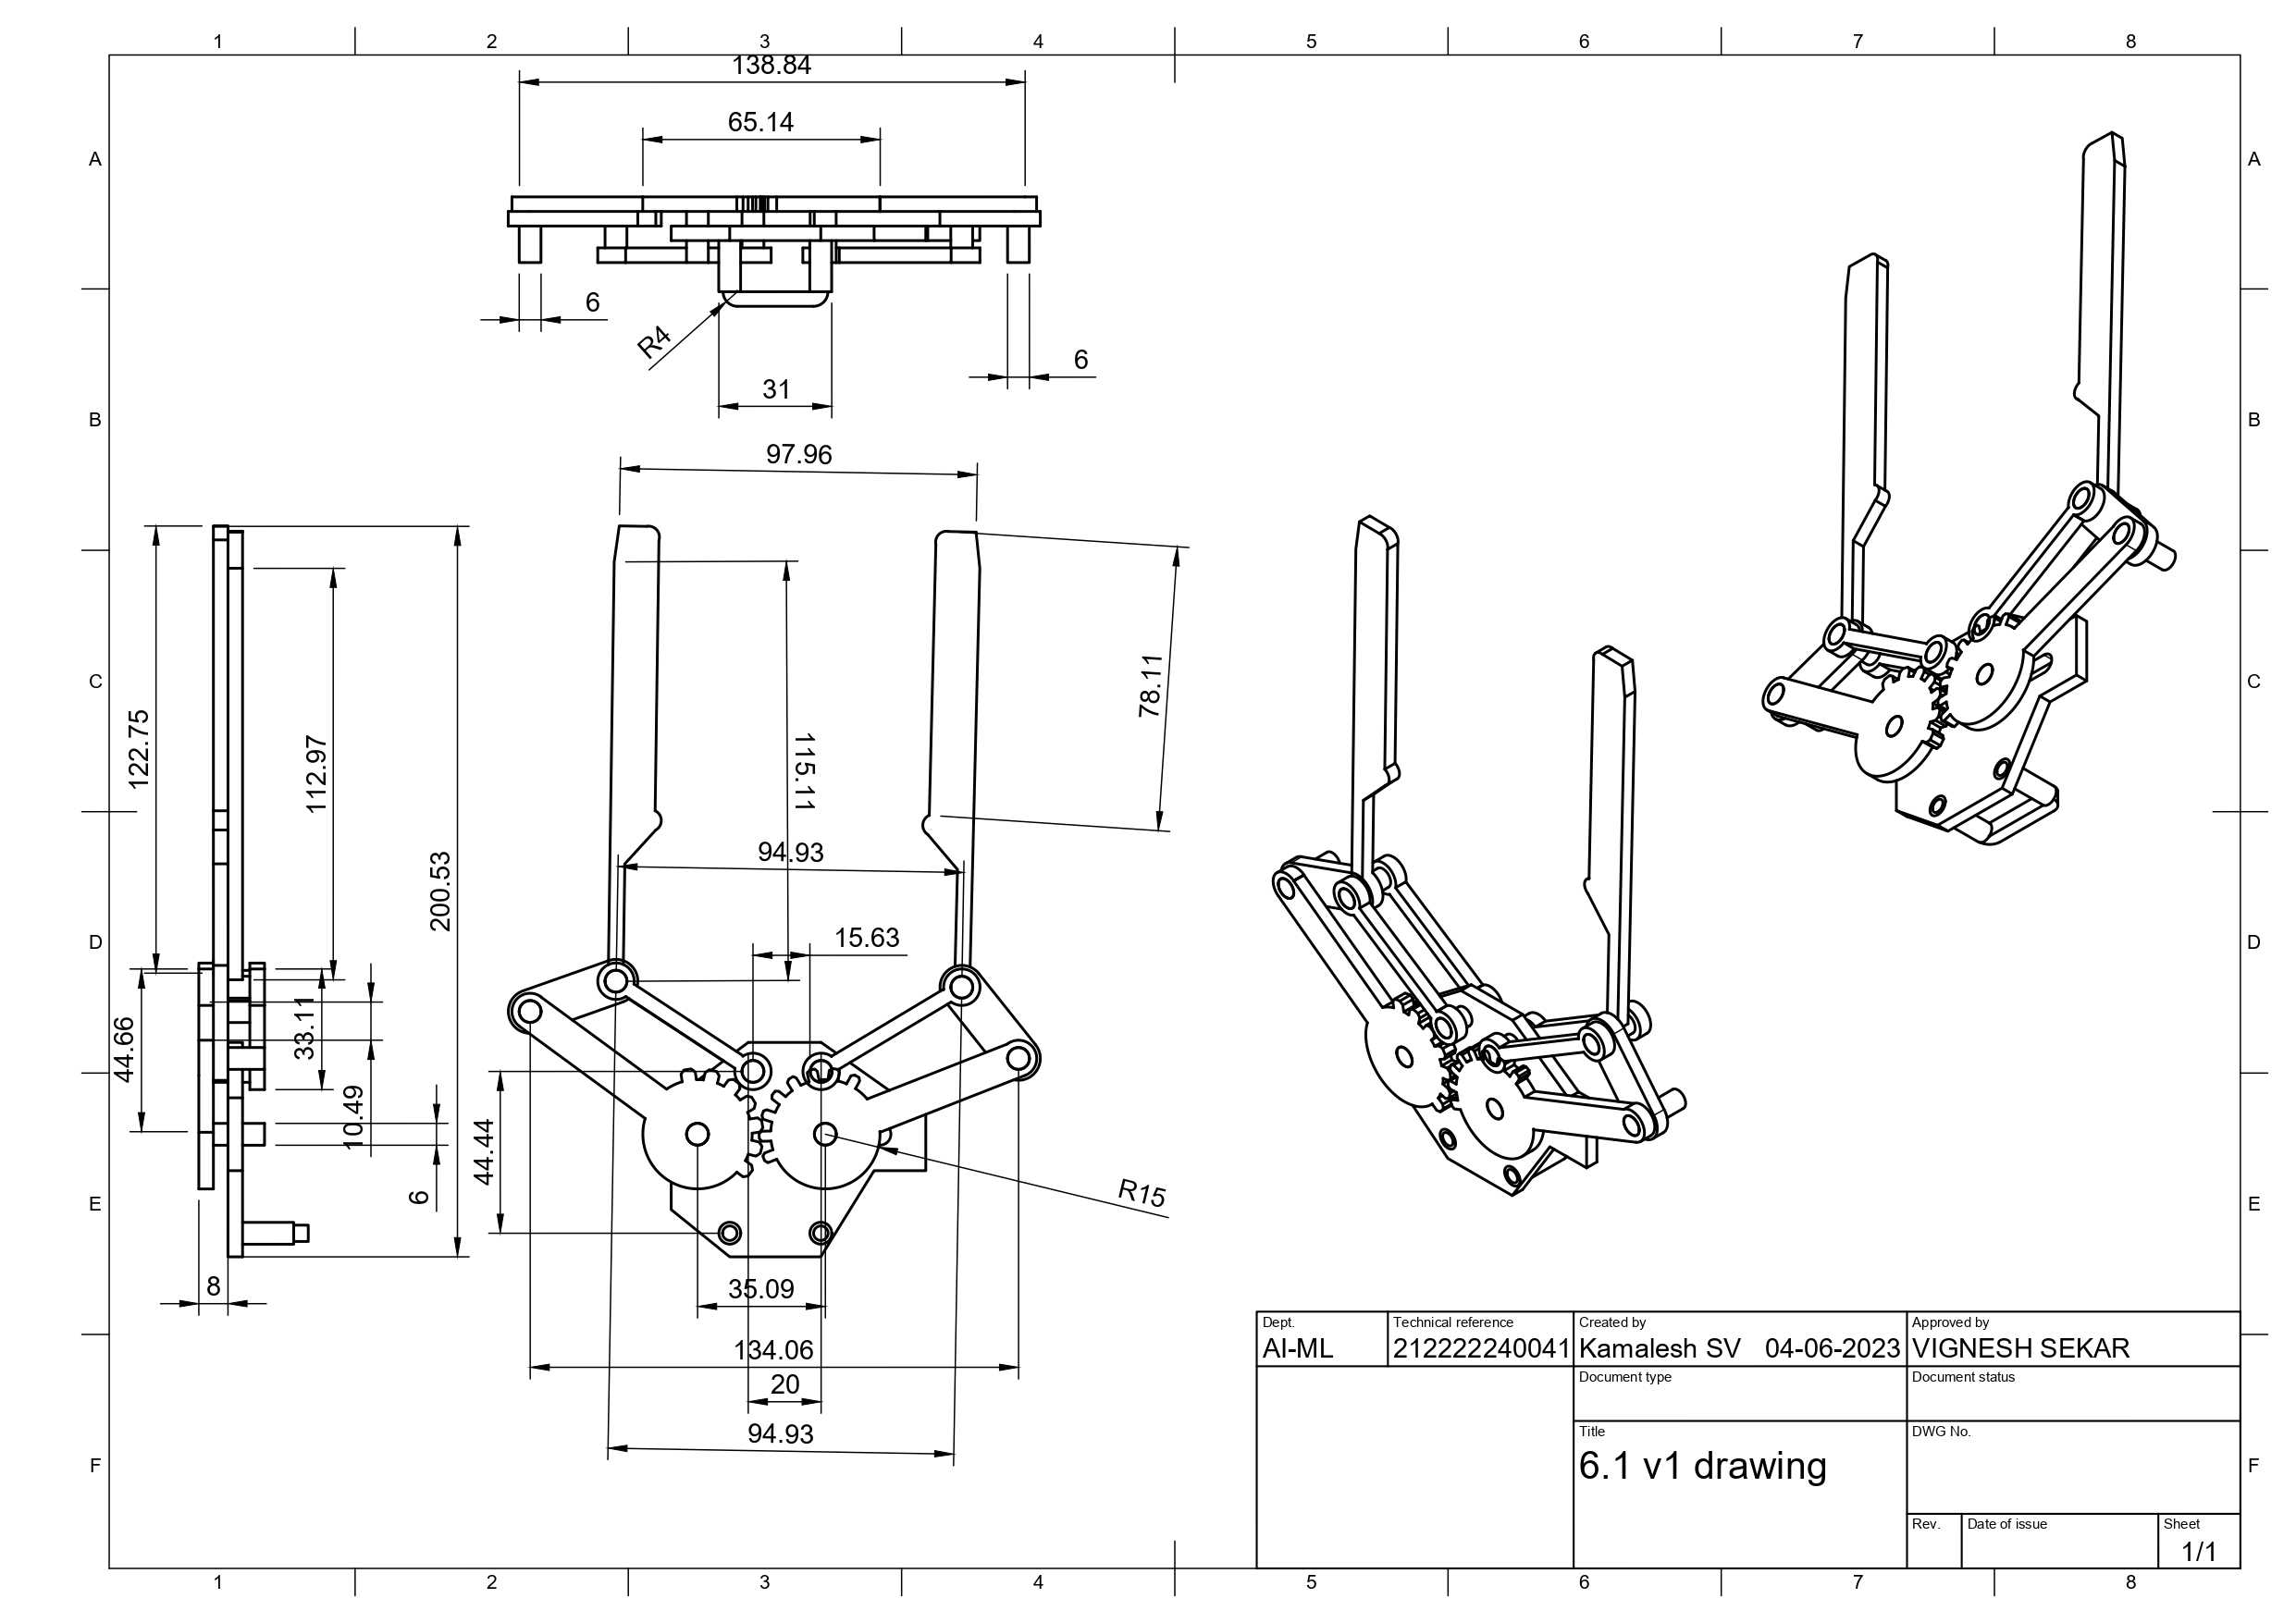 1 2 3 4 5 6 7 8
138.84
65.14
A A
6
R4
6
31
B B
97.96
78.11
C C
122.75
112.97
115.11
200.53
94.93
15.63
D D
44.66
33.11
10.49
44.44
6
R15
E E
8
35.09
134.06
20
94.93
F F
Dept. Technical reference Created by Approved by
AI-ML 212222240041 Kamalesh SV 04-06-2023 VIGNESH SEKAR
Document type Document status
Title DWG No.
6.1 v1 drawing
Rev. Date of issue Sheet
1/1
1 2 3 4 5 6 7 8